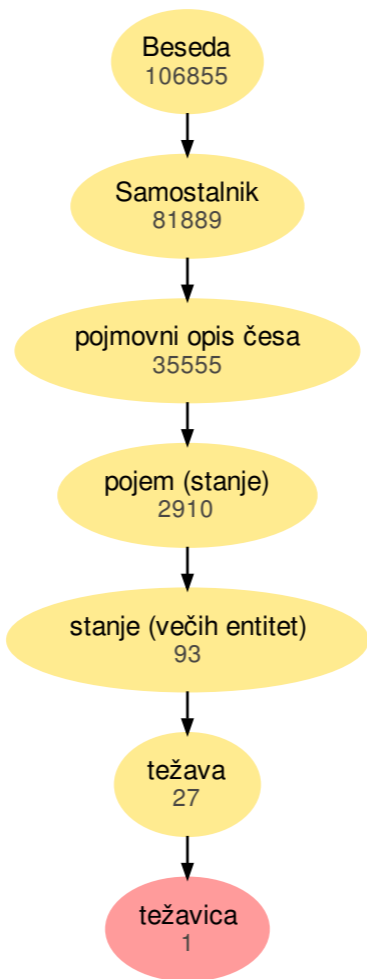 Beseda
106855
Samostalnik
81889
pojmovni opis česa
35555
pojem (stanje)
2910
stanje (večih entitet)
93
težava
27
težavica
1